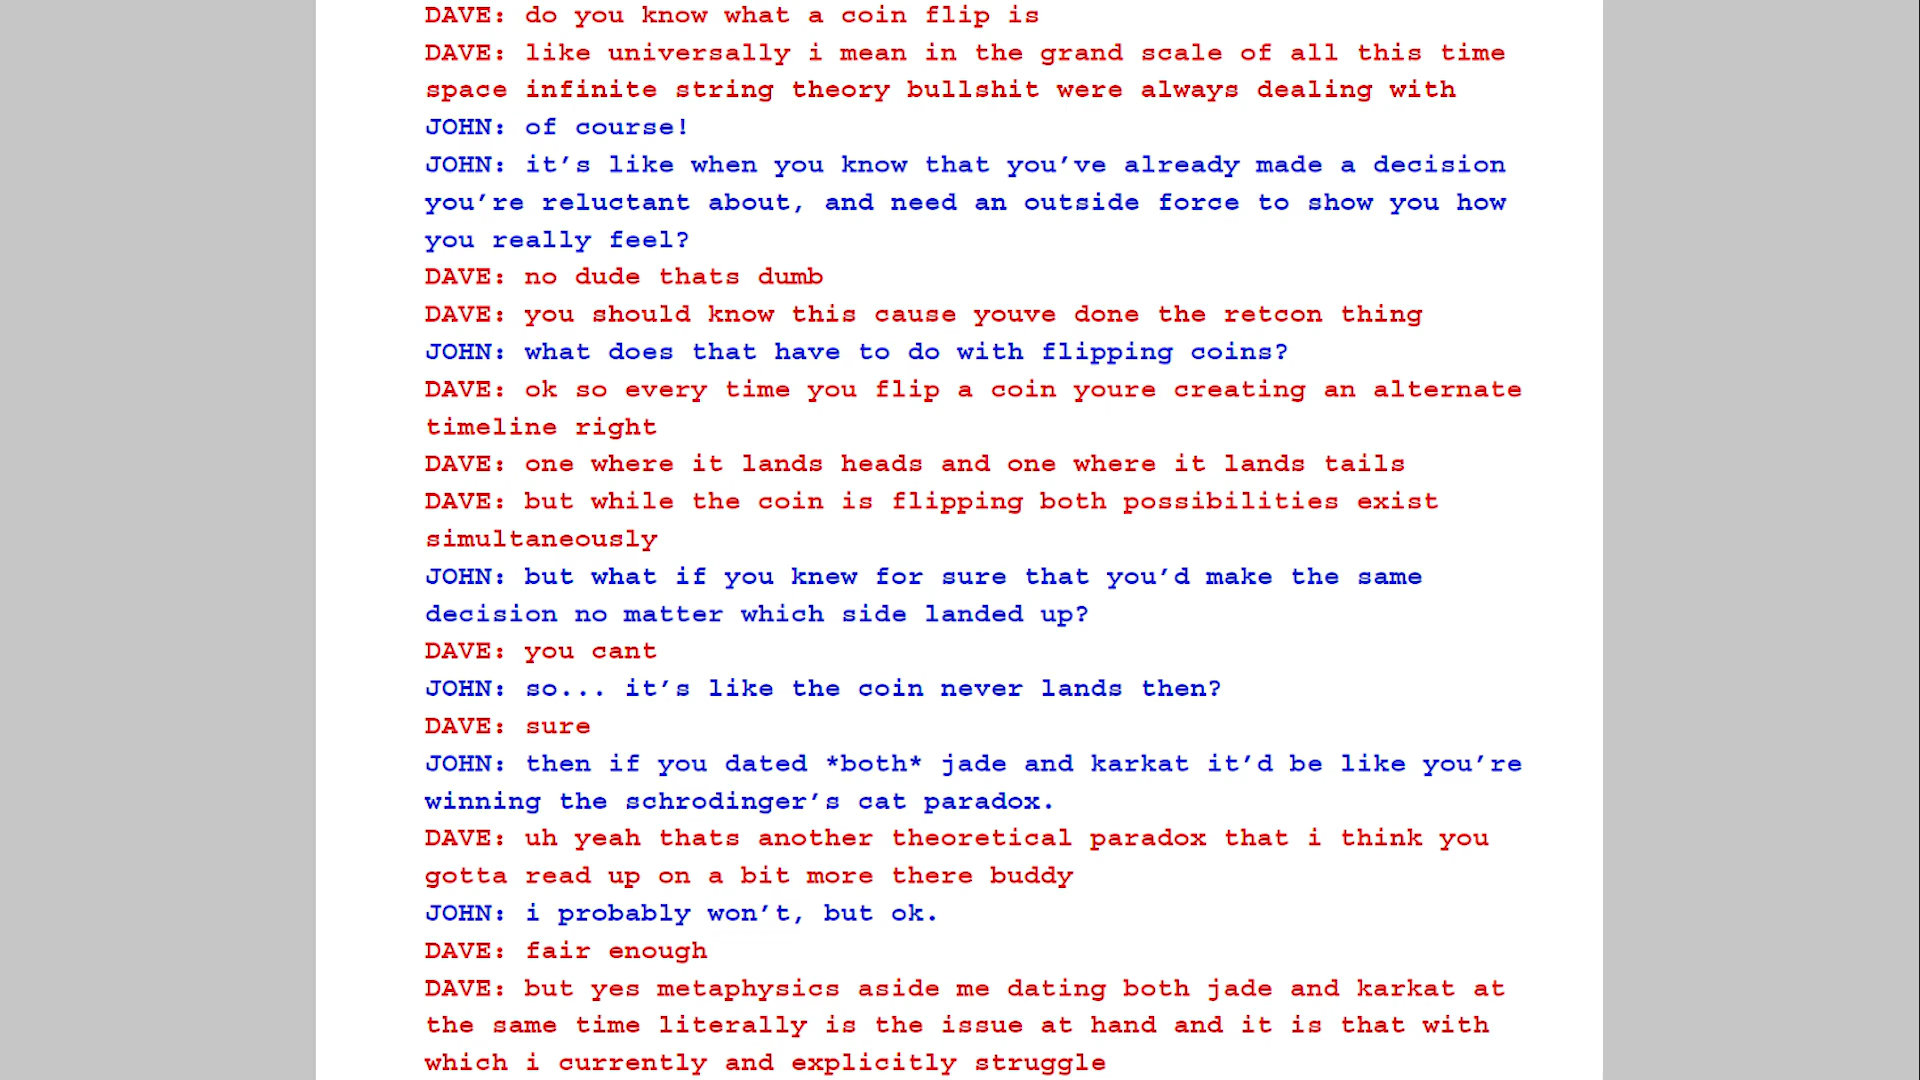 DAVE: do you know what a coin flip is
DAVE: like universally i mean in the grand scale of all this time
space infinite string theory bullshit were always dealing with
JOHN: of course!
JOHN: it’s like when you know that you’ve already made a decision
you’re reluctant about, and need an outside force to show you how
you really feel?
DAVE: no dude thats dumb
DAVE: you should know this cause youve done the retcon thing
JOHN: what does that have to do with flipping coins?
DAVE: ok so every time you flip a coin youre creating an alternate
timeline right
DAVE: one where it lands heads and one where it lands tails
DAVE: but while the coin is flipping both possibilities exist
simultaneously
JOHN: but what if you knew for sure that you’d make the same
decision no matter which side landed up?
DAVE: you cant
JOHN: so... it’s like the coin never lands then?
DAVE: sure
JOHN: then if you dated *both* jade and karkat it’d be like you’re
winning the schrodinger’s cat paradox.
DAVE: uh yeah thats another theoretical paradox that i think you
gotta read up on a bit more there buddy
JOHN: i probably won’t, but ok.
DAVE: fair enough
DAVE: but yes metaphysics aside me dating both jade and karkat at
the same time literally is the issue at hand and it is that with
which i currently and explicitly struggle